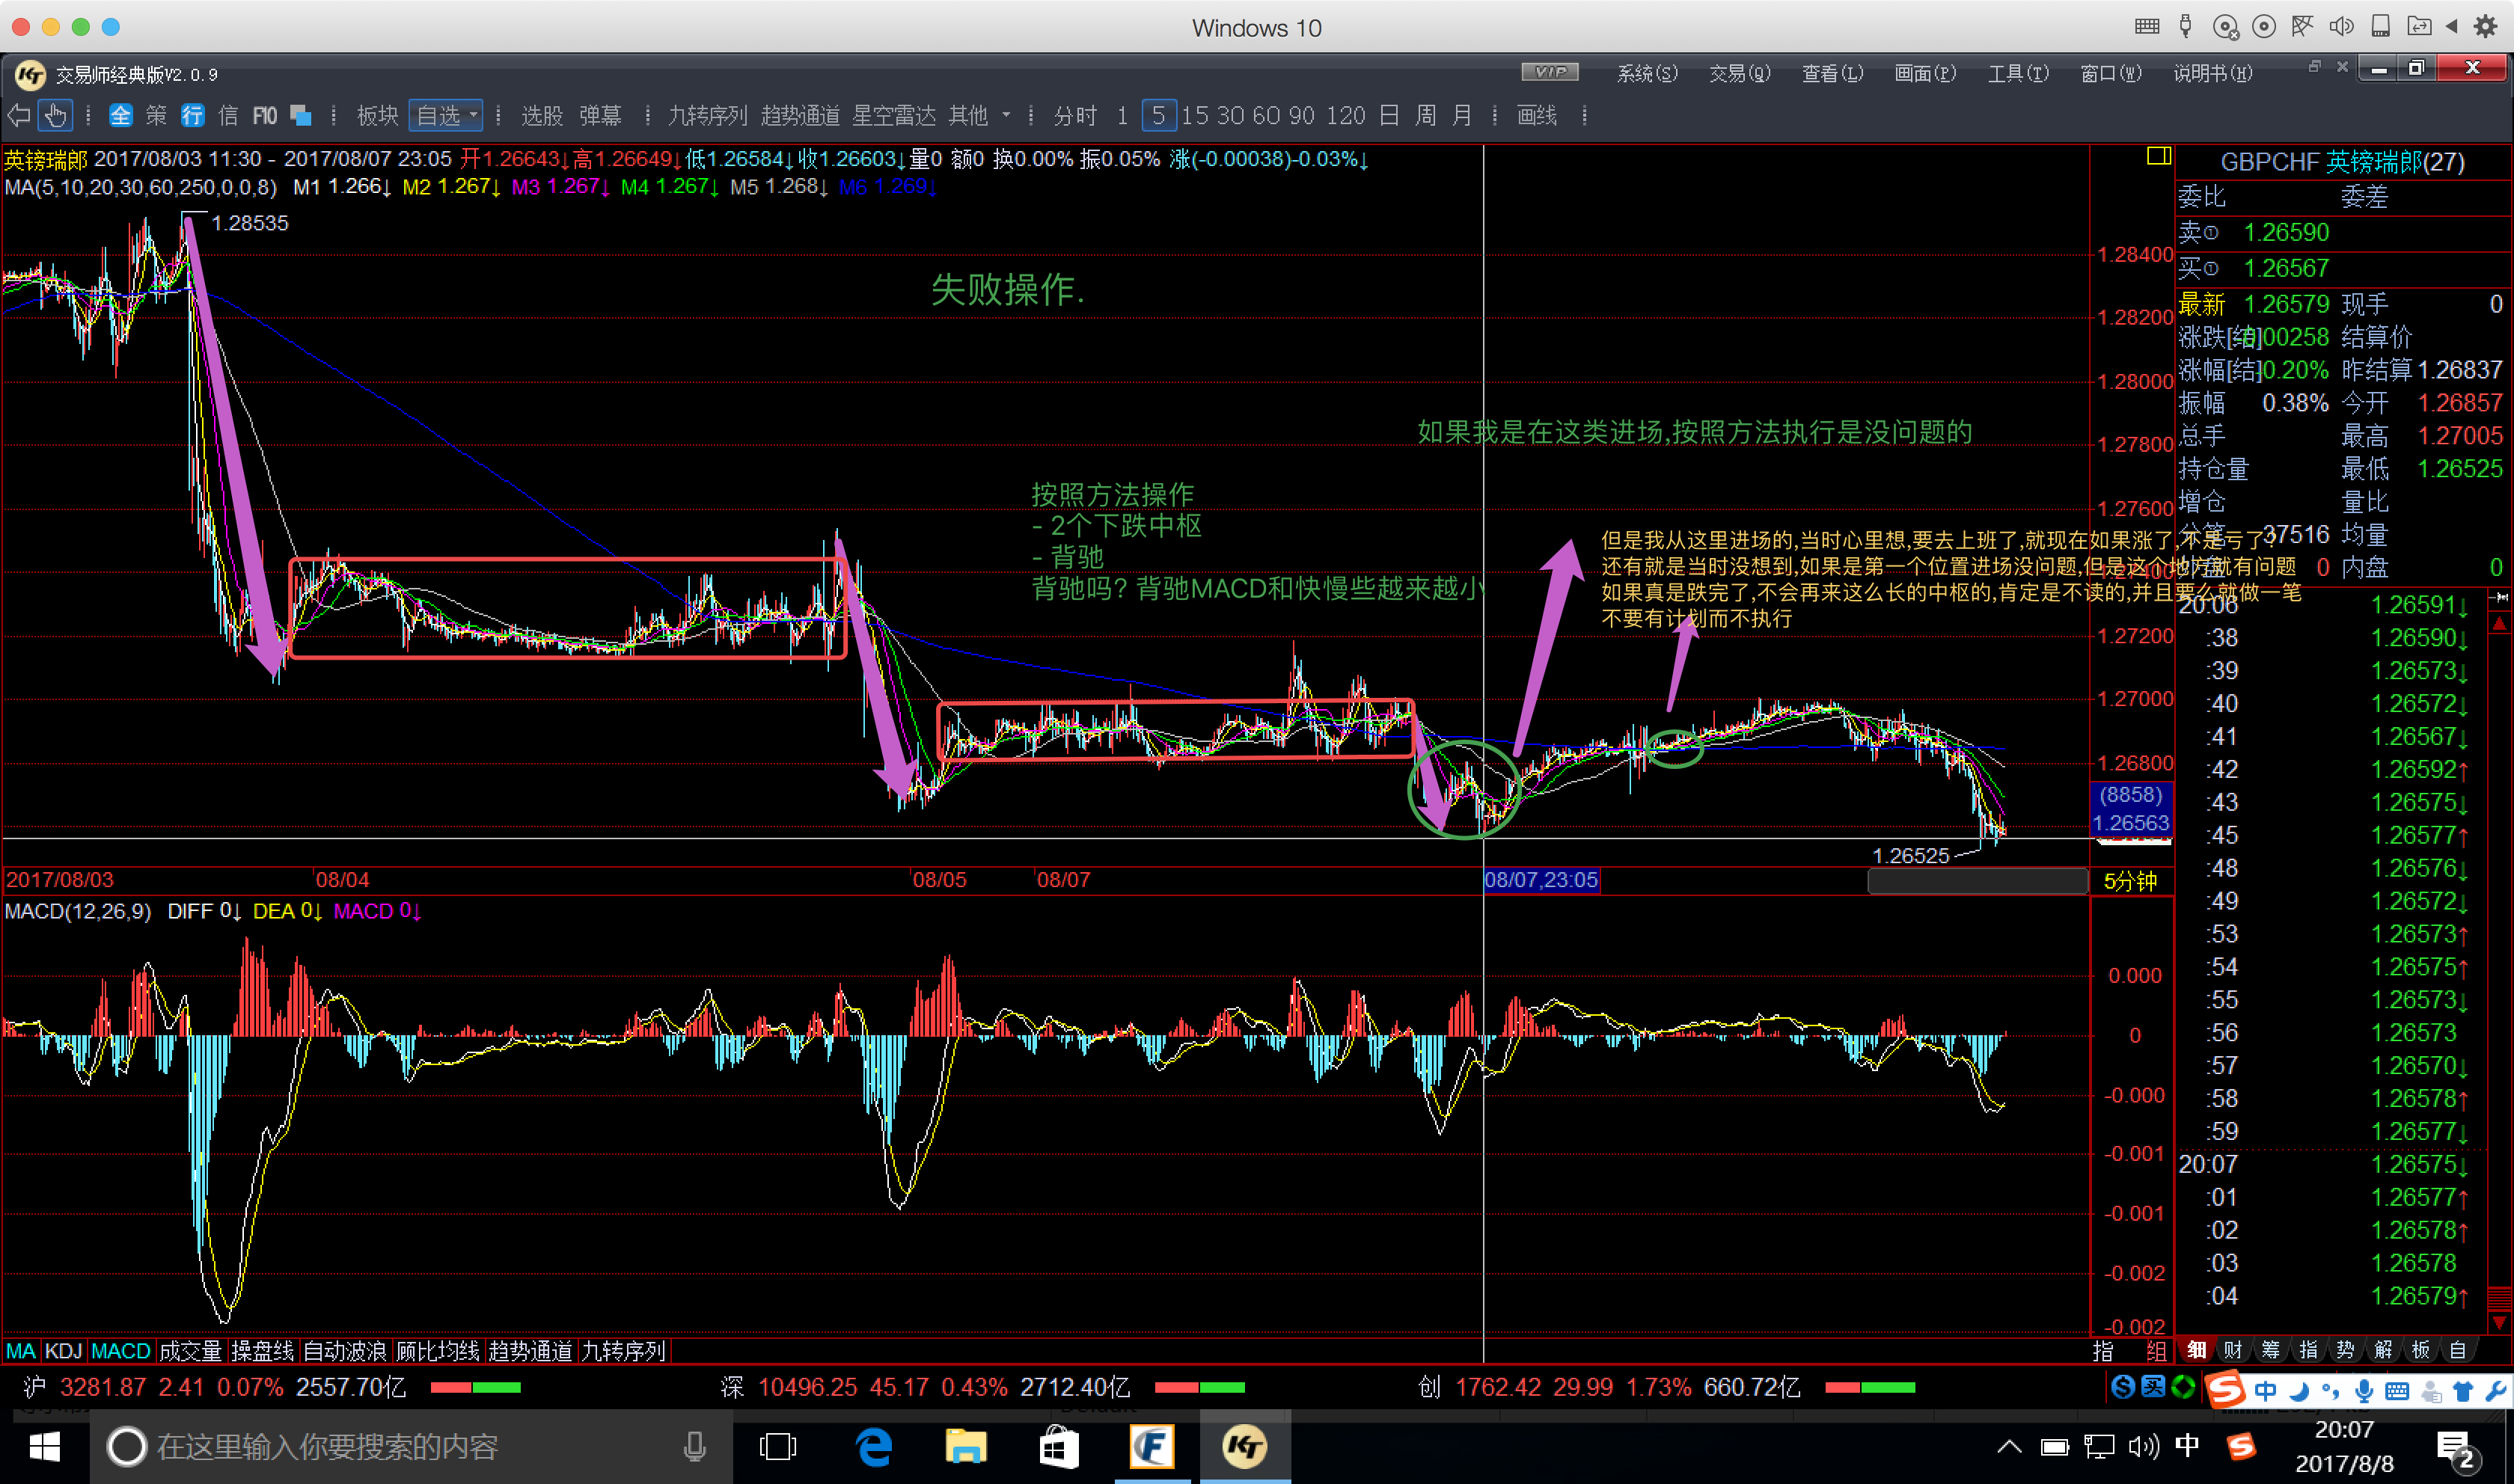 Windows 10
交易师经典版V2.0.9
VIP 系统(S) 交易(Q) 查看(L) 画面(P) 工具(T) 窗口(W) 说明书(H)
全 策 行 信 F10 板块 自选 选股 弹幕 九转序列 趋势通道 星空雷达 其他 分时 1 5 15 30 60 90 120 日 周 月 画线
英镑瑞郎 2017/08/03 11:30 - 2017/08/07 23:05 开1.26643↓高1.26649↓低1.26584↓收1.26603↓量0 额0 换0.00% 振0.05% 涨(-0.00038)-0.03%↓
MA(5,10,20,30,60,250,0,0,8) M1 1.266↓ M2 1.267↓ M3 1.267↓ M4 1.267↓ M5 1.268↓ M6 1.269↓
1.28535
失败操作.
如果我是在这类进场,按照方法执行是没问题的
按照方法操作
- 2个下跌中枢
- 背驰
背驰吗? 背驰MACD和快慢些越来越小
但是我从这里进场的,当时心里想,要去上班了,就现在如果涨了,不是亏了?
还有就是当时没想到,如果是第一个位置进场没问题,但是这个地方就有问题
如果真是跌完了,不会再来这么长的中枢的,肯定是不读的,并且要么就做一笔
不要有计划而不执行
1.28400
1.28200
1.28000
1.27800
1.27600
1.27400
1.27200
1.27000
1.26800
(8858)
1.26563
1.26525
2017/08/03 08/04 08/05 08/07 08/07,23:05 5分钟
MACD(12,26,9) DIFF 0↓ DEA 0↓ MACD 0↓
0.000
0
-0.000
-0.001
-0.001
-0.002
-0.002
MA KDJ MACD 成交量 操盘线 自动波浪 顾比均线 趋势通道 九转序列 指 组
GBPCHF 英镑瑞郎(27)
委比 委差
卖① 1.26590
买① 1.26567
最新 1.26579 现手 0
涨跌[结] -0.00258 结算价
涨幅[结] -0.20% 昨结算 1.26837
振幅 0.38% 今开 1.26857
总手 最高 1.27005
持仓量 最低 1.26525
增仓 量比
分笔 37516 均量
外盘 0 内盘 0
20:06 1.26591↓
:38 1.26590↓
:39 1.26573↓
:40 1.26572↓
:41 1.26567↓
:42 1.26592↑
:43 1.26575↓
:45 1.26577↑
:48 1.26576↓
:49 1.26572↓
:53 1.26573↑
:54 1.26575↑
:55 1.26573↓
:56 1.26573
:57 1.26570↓
:58 1.26578↑
:59 1.26577↓
20:07 1.26575↓
:01 1.26577↑
:02 1.26578↑
:03 1.26578
:04 1.26579↑
细 财 筹 指 势 解 板 自
沪 3281.87 2.41 0.07% 2557.70亿 深 10496.25 45.17 0.43% 2712.40亿 创 1762.42 29.99 1.73% 660.72亿
买 中
在这里输入你要搜索的内容
中
20:07
2017/8/8
2